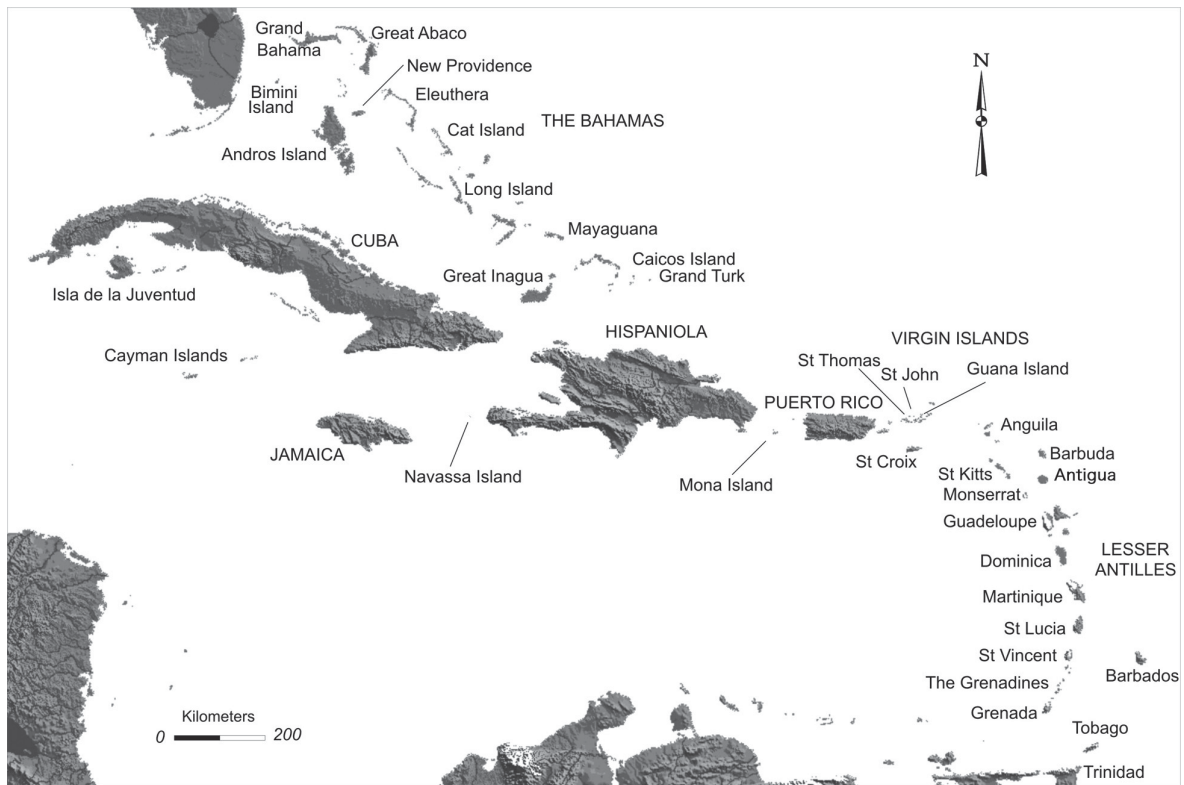 Grand
Bahama
Great Abaco
New Providence
Bimini
Island
Eleuthera
THE BAHAMAS
Cat Island
Andros Island
Long Island
N
CUBA
Mayaguana
Caicos Island
Great Inagua
Grand Turk
Isla de la Juventud
HISPANIOLA
VIRGIN ISLANDS
Cayman Islands
St Thomas
St John
Guana Island
PUERTO RICO
JAMAICA
Navassa Island
Mona Island
St Croix
Anguila
Barbuda
St Kitts
Antigua
Monserrat
Guadeloupe
Dominica
LESSER
ANTILLES
Martinique
St Lucia
St Vincent
Barbados
The Grenadines
Grenada
Tobago
Trinidad
Kilometers
0 200